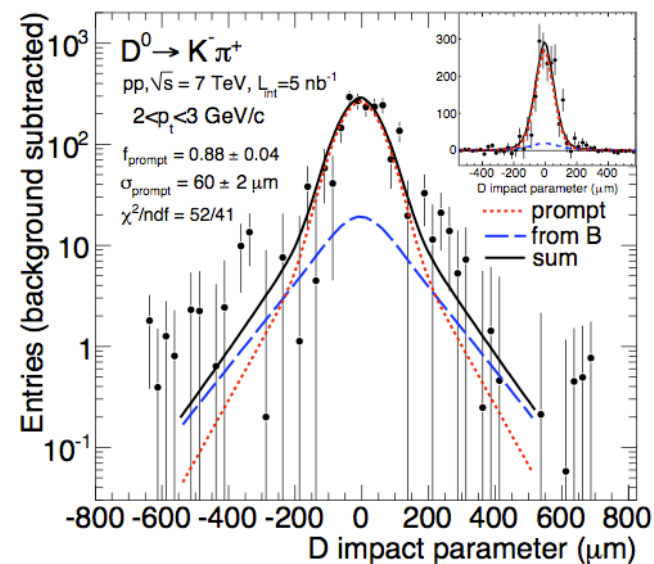 D⁰→ K⁻π⁺
pp,√s = 7 TeV, L_int=5 nb⁻¹
2<p_t<3 GeV/c
f_prompt = 0.88 ± 0.04
σ_prompt = 60 ± 2 μm
χ²/ndf = 52/41
Entries (background subtracted)
10³
10²
10
1
10⁻¹
-800 -600 -400 -200 0 200 400 600 800
D impact parameter (μm)
300
200
100
0
-400 -200 0 200 400
D impact parameter (μm)
prompt
from B
sum